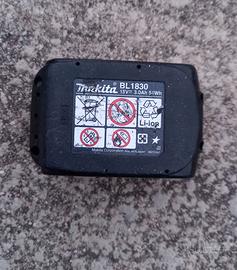 makita BL1830
18V 3.0Ah 54Wh
Li-ion
Makita Corporation